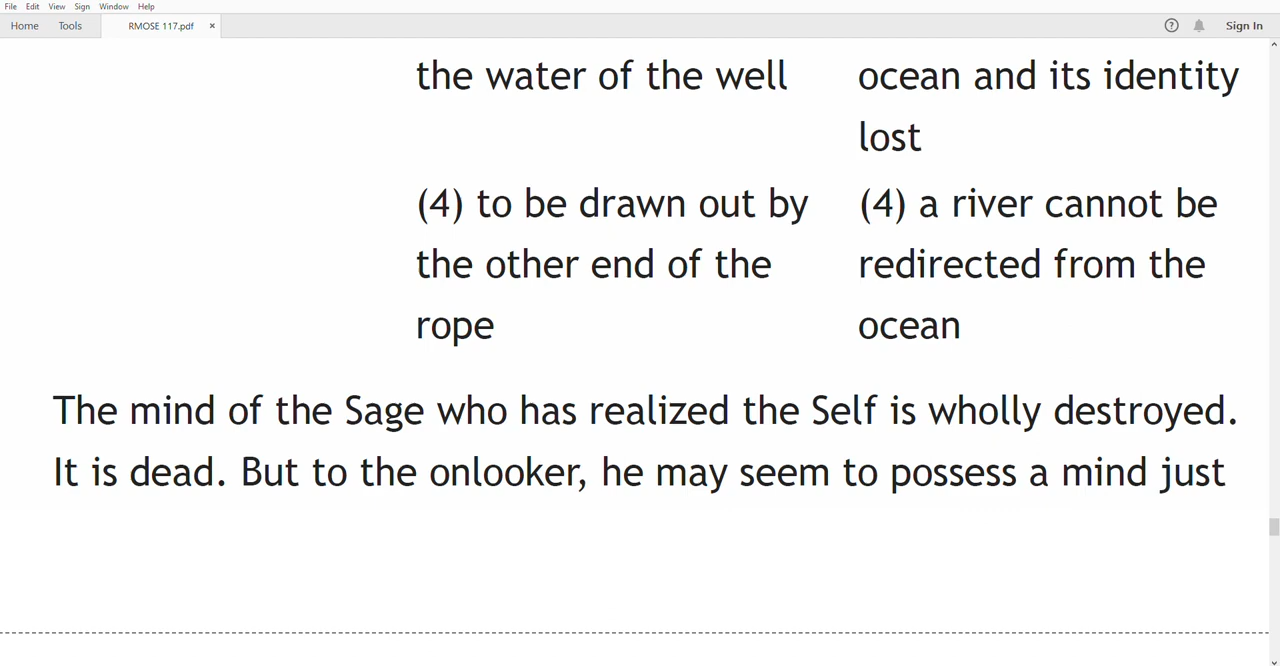 File Edit View Sign Window Help
Home Tools RMOSE 117.pdf × ? Sign In
the water of the well
ocean and its identity
lost
(4) to be drawn out by
the other end of the
rope
(4) a river cannot be
redirected from the
ocean
The mind of the Sage who has realized the Self is wholly destroyed.
It is dead. But to the onlooker, he may seem to possess a mind just